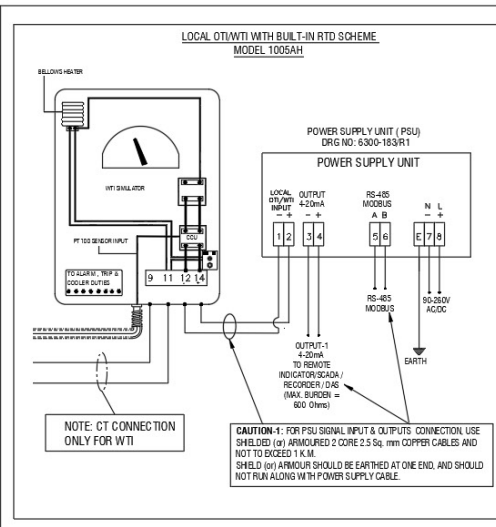 LOCAL OTI/WTI WITH BUILT-IN RTD SCHEME
MODEL 1005AH
BELLOWS HEATER
WTI SIMULATOR
CCU
PT 100 SENSOR INPUT
TO ALARM, TRIP &
COOLER DUTIES
9 11 12 14
- +
NOTE: CT CONNECTION
ONLY FOR WTI
POWER SUPPLY UNIT ( PSU)
DRG NO: 6300-183/R1
POWER SUPPLY UNIT
LOCAL
OTI/WTI
INPUT
- +
1 2
OUTPUT
4-20mA
- +
3 4
RS-485
MODBUS
A B
5 6
N L
- +
E 7 8
RS-485
MODBUS
90-260V
AC/DC
EARTH
OUTPUT-1
4-20mA
TO REMOTE
INDICATOR/SCADA /
RECORDER / DAS
(MAX. BURDEN =
600 Ohms)
CAUTION-1: FOR PSU SIGNAL INPUT & OUTPUTS CONNECTION, USE
SHIELDED (or) ARMOURED 2 CORE 2.5 Sq. mm COPPER CABLES AND
NOT TO EXCEED 1 K.M.
SHIELD (or) ARMOUR SHOULD BE EARTHED AT ONE END, AND SHOULD
NOT RUN ALONG WITH POWER SUPPLY CABLE.